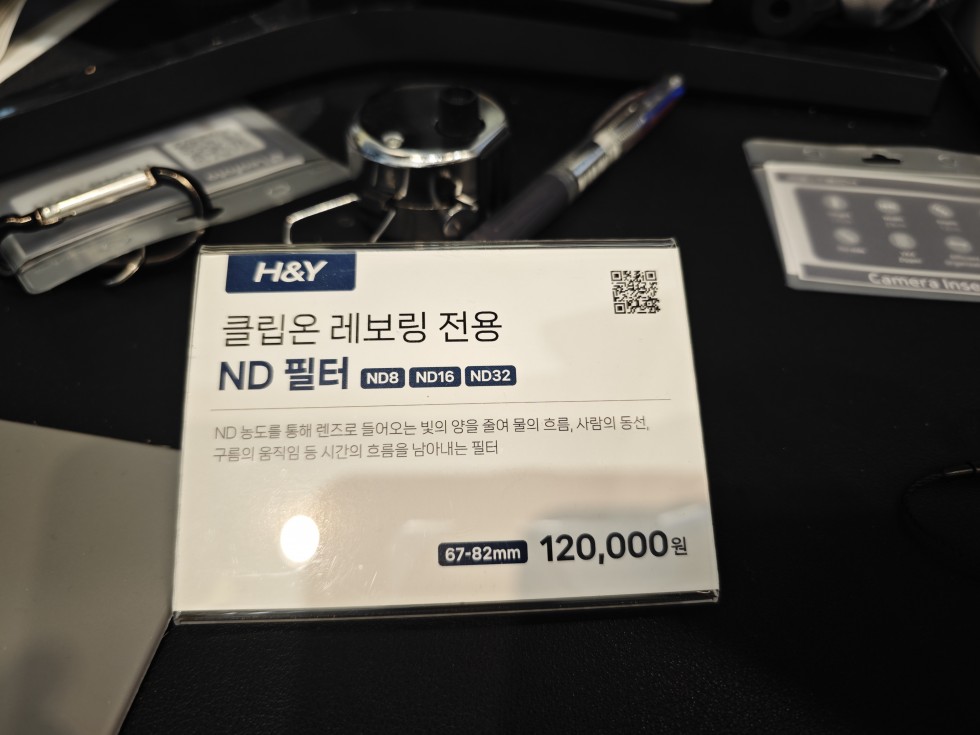 H&Y
클립온 레보링 전용
ND 필터 ND8 ND16 ND32
ND 농도를 통해 렌즈로 들어오는 빛의 양을 줄여 물의 흐름, 사람의 동선,
구름의 움직임 등 시간의 흐름을 남아내는 필터
67-82mm 120,000원
Camera Inse